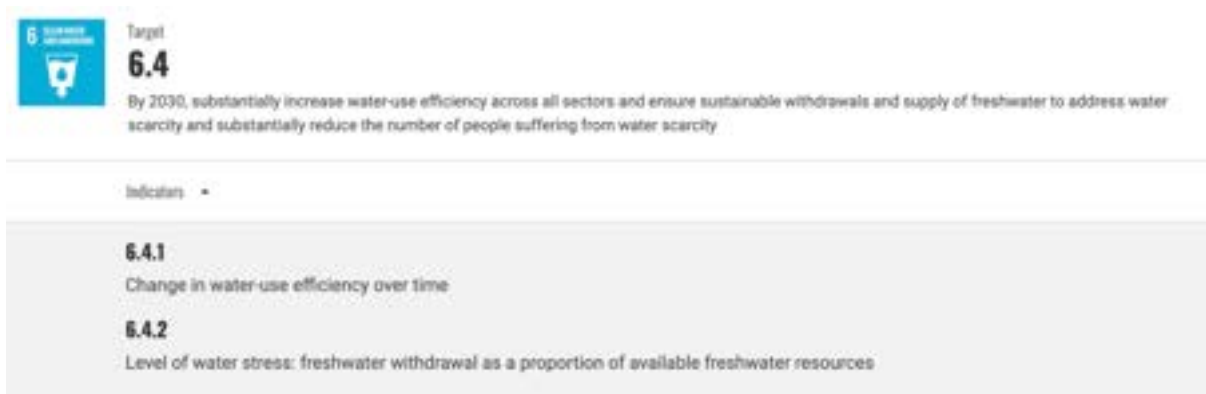 6
Target
6.4
By 2030, substantially increase water-use efficiency across all sectors and ensure sustainable withdrawals and supply of freshwater to address water
scarcity and substantially reduce the number of people suffering from water scarcity
Indicators
6.4.1
Change in water-use efficiency over time
6.4.2
Level of water stress: freshwater withdrawal as a proportion of available freshwater resources